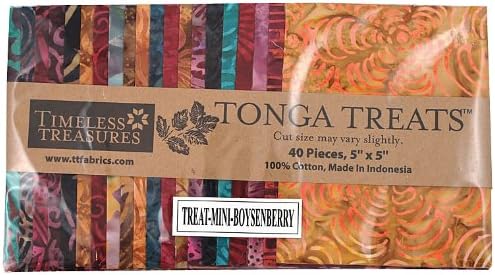 TIMELESS
TREASURES
www.ttfabrics.com
TONGA TREATS™
Cut size may vary slightly.
40 Pieces, 5" x 5"
100% Cotton, Made In Indonesia
TREAT-MINI-BOYSENBERRY